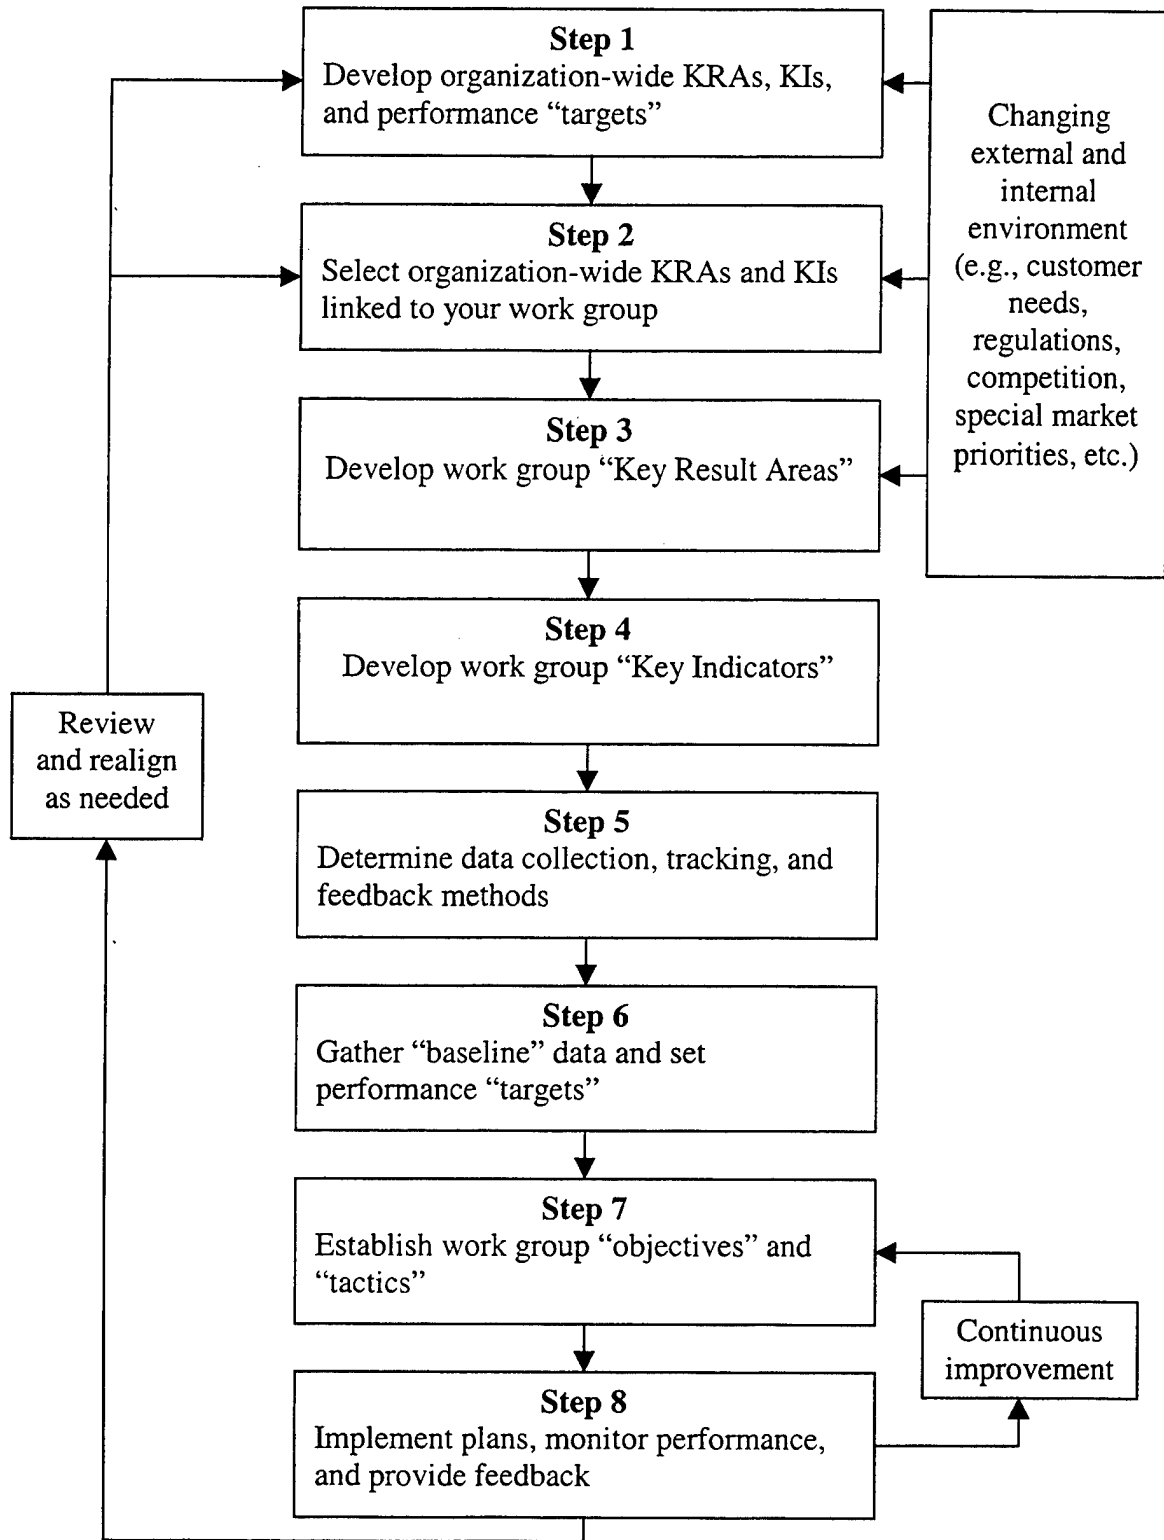 Step 1
Develop organization-wide KRAs, KIs,
and performance “targets”
Changing
external and
internal
environment
(e.g., customer
needs,
regulations,
competition,
special market
priorities, etc.)
Step 2
Select organization-wide KRAs and KIs
linked to your work group
Step 3
Develop work group “Key Result Areas”
Step 4
Develop work group “Key Indicators”
Review
and realign
as needed
Step 5
Determine data collection, tracking, and
feedback methods
Step 6
Gather “baseline” data and set
performance “targets”
Step 7
Establish work group “objectives” and
“tactics”
Continuous
improvement
Step 8
Implement plans, monitor performance,
and provide feedback